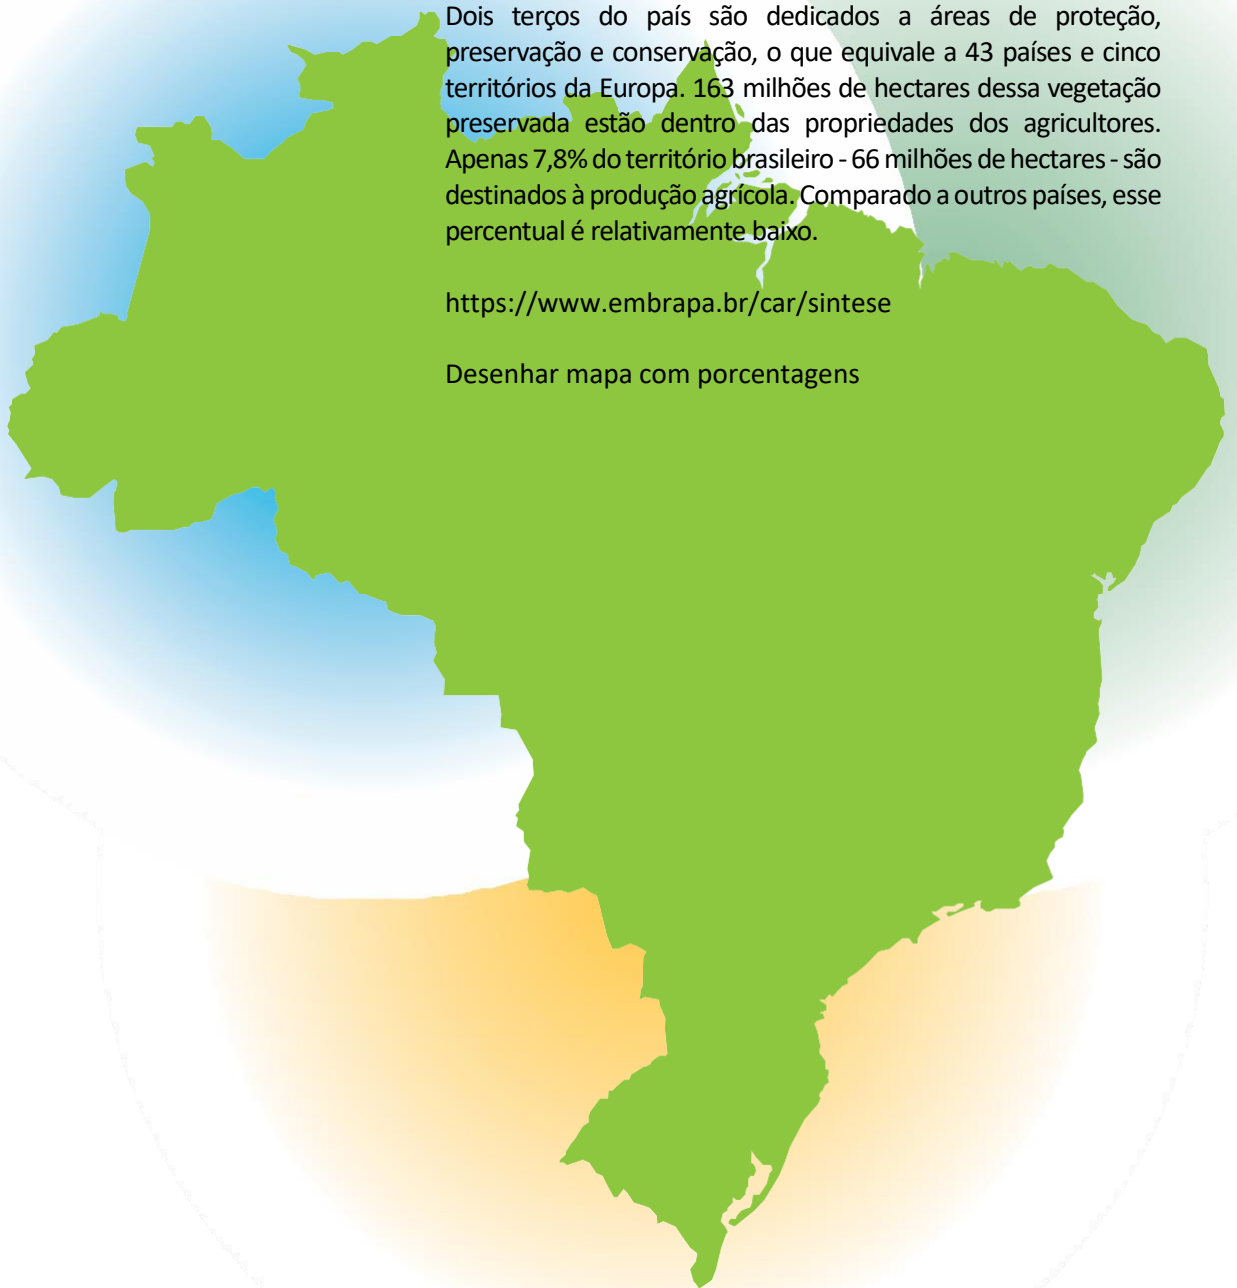 Dois terços do país são dedicados a áreas de proteção,
preservação e conservação, o que equivale a 43 países e cinco
territórios da Europa. 163 milhões de hectares dessa vegetação
preservada estão dentro das propriedades dos agricultores.
Apenas 7,8% do território brasileiro - 66 milhões de hectares - são
destinados à produção agrícola. Comparado a outros países, esse
percentual é relativamente baixo.
https://www.embrapa.br/car/sintese
Desenhar mapa com porcentagens